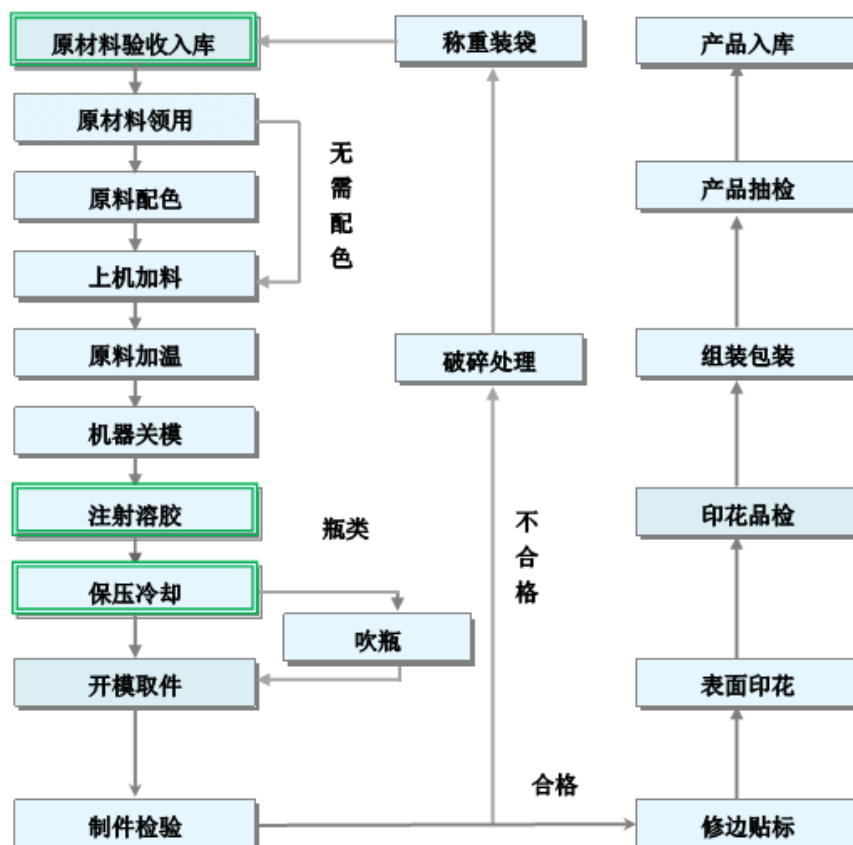 原材料验收入库
称重装袋
产品入库
原材料领用
无需配色
产品抽检
原料配色
上机加料
原料加温
破碎处理
组装包装
机器关模
注射溶胶
瓶类
不合格
印花品检
保压冷却
吹瓶
开模取件
表面印花
合格
制件检验
修边贴标